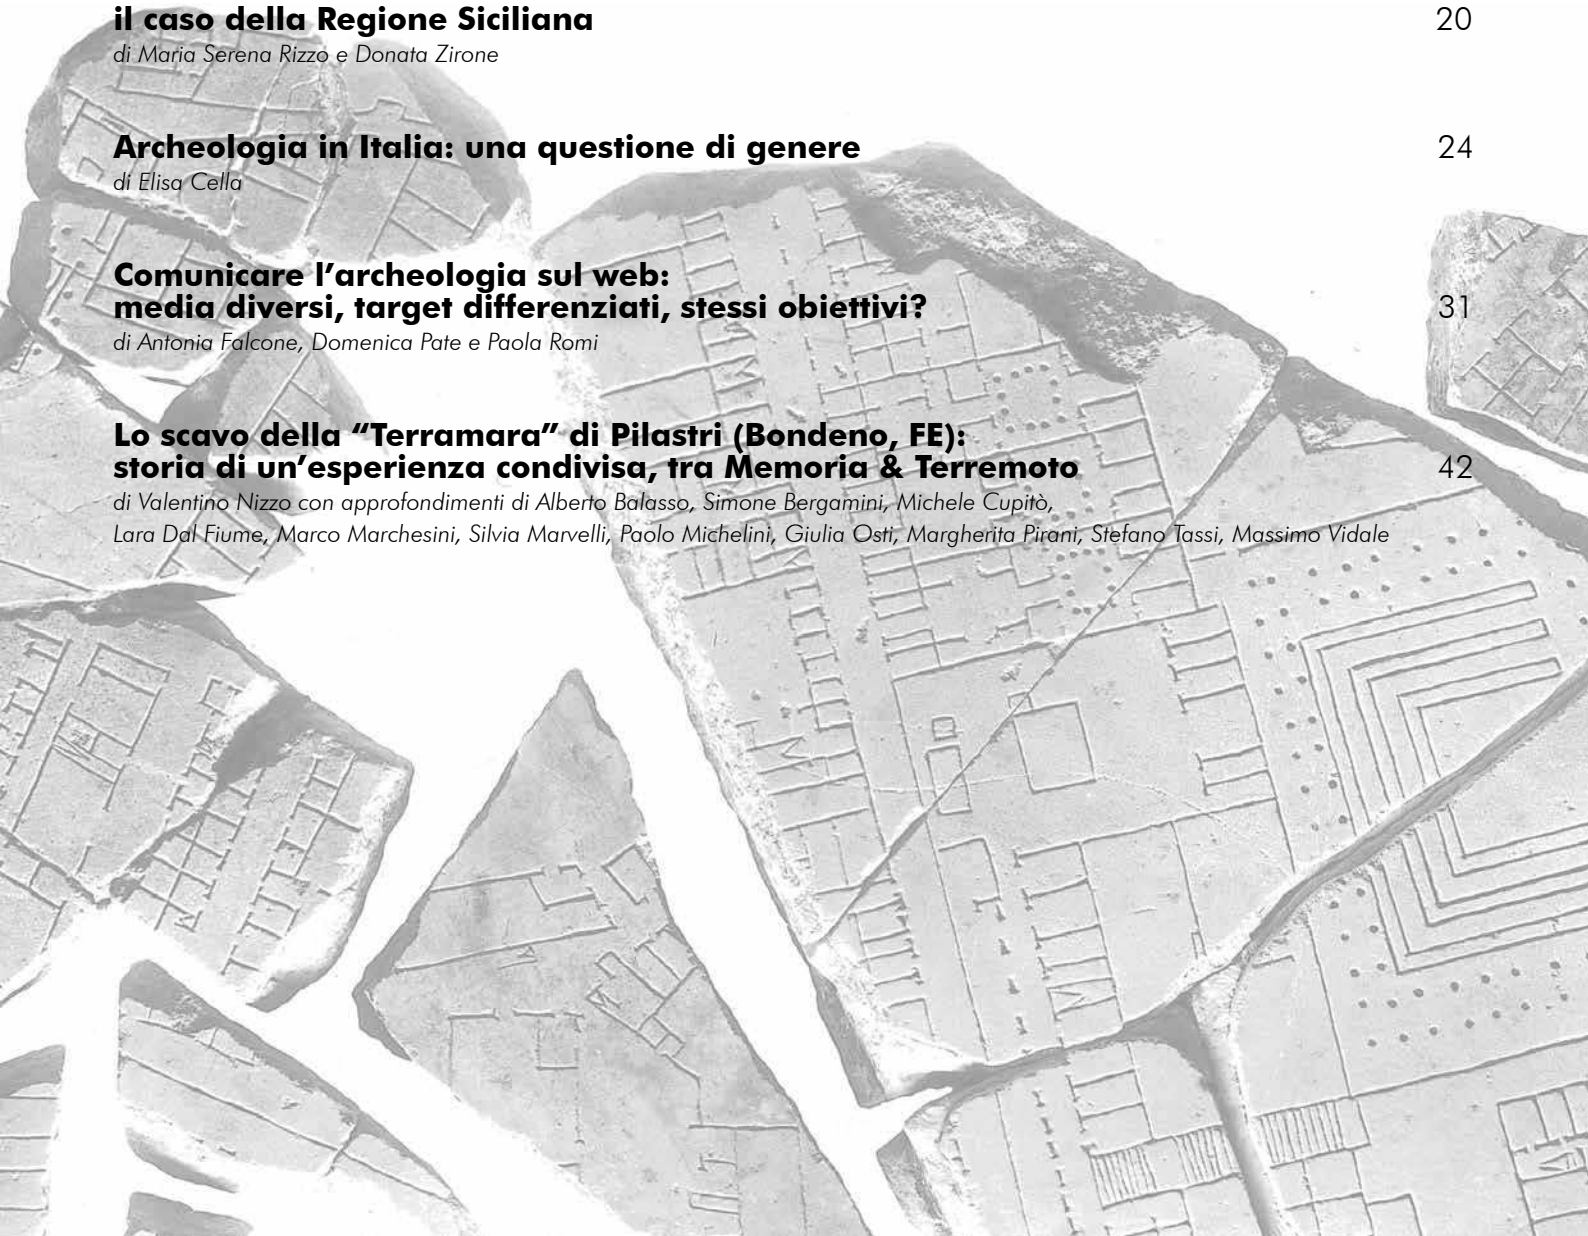 il caso della Regione Siciliana 20
di Maria Serena Rizzo e Donata Zirone
Archeologia in Italia: una questione di genere 24
di Elisa Cella
Comunicare l’archeologia sul web:
media diversi, target differenziati, stessi obiettivi? 31
di Antonia Falcone, Domenica Pate e Paola Romi
Lo scavo della “Terramara” di Pilastri (Bondeno, FE):
storia di un’esperienza condivisa, tra Memoria & Terremoto 42
di Valentino Nizzo con approfondimenti di Alberto Balasso, Simone Bergamini, Michele Cupitò,
Lara Dal Fiume, Marco Marchesini, Silvia Marvelli, Paolo Michelini, Giulia Osti, Margherita Pirani, Stefano Tassi, Massimo Vidale